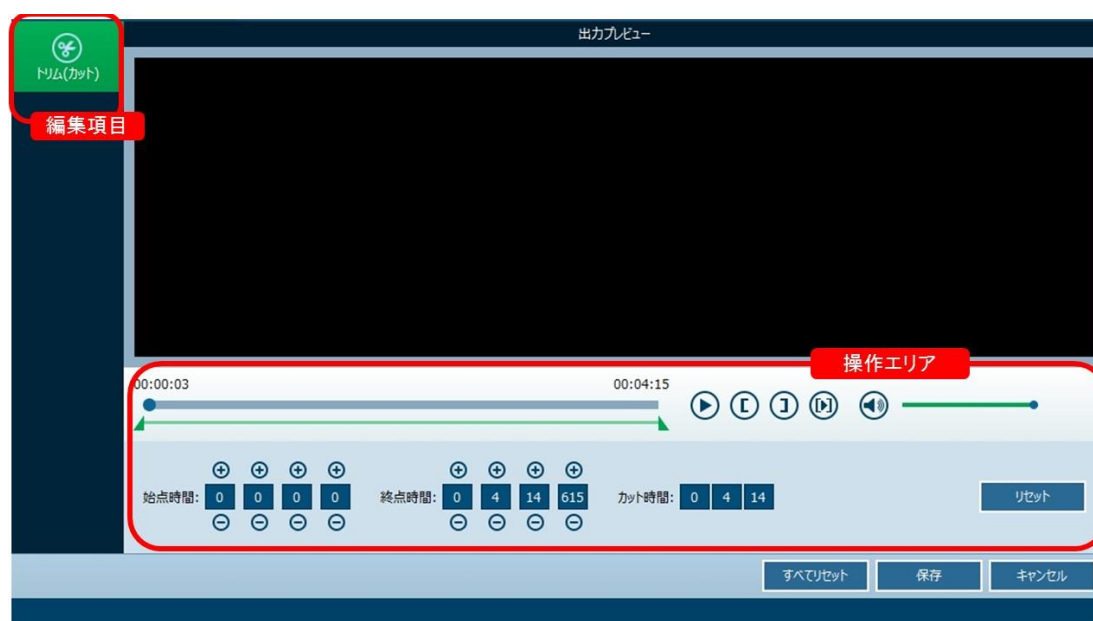 出力プレビュー
トリム(カット)
編集項目
操作エリア
00:00:03
00:04:15
始点時間: 0 0 0 0 終点時間: 0 4 14 615 カット時間: 0 4 14 リセット
すべてリセット 保存 キャンセル